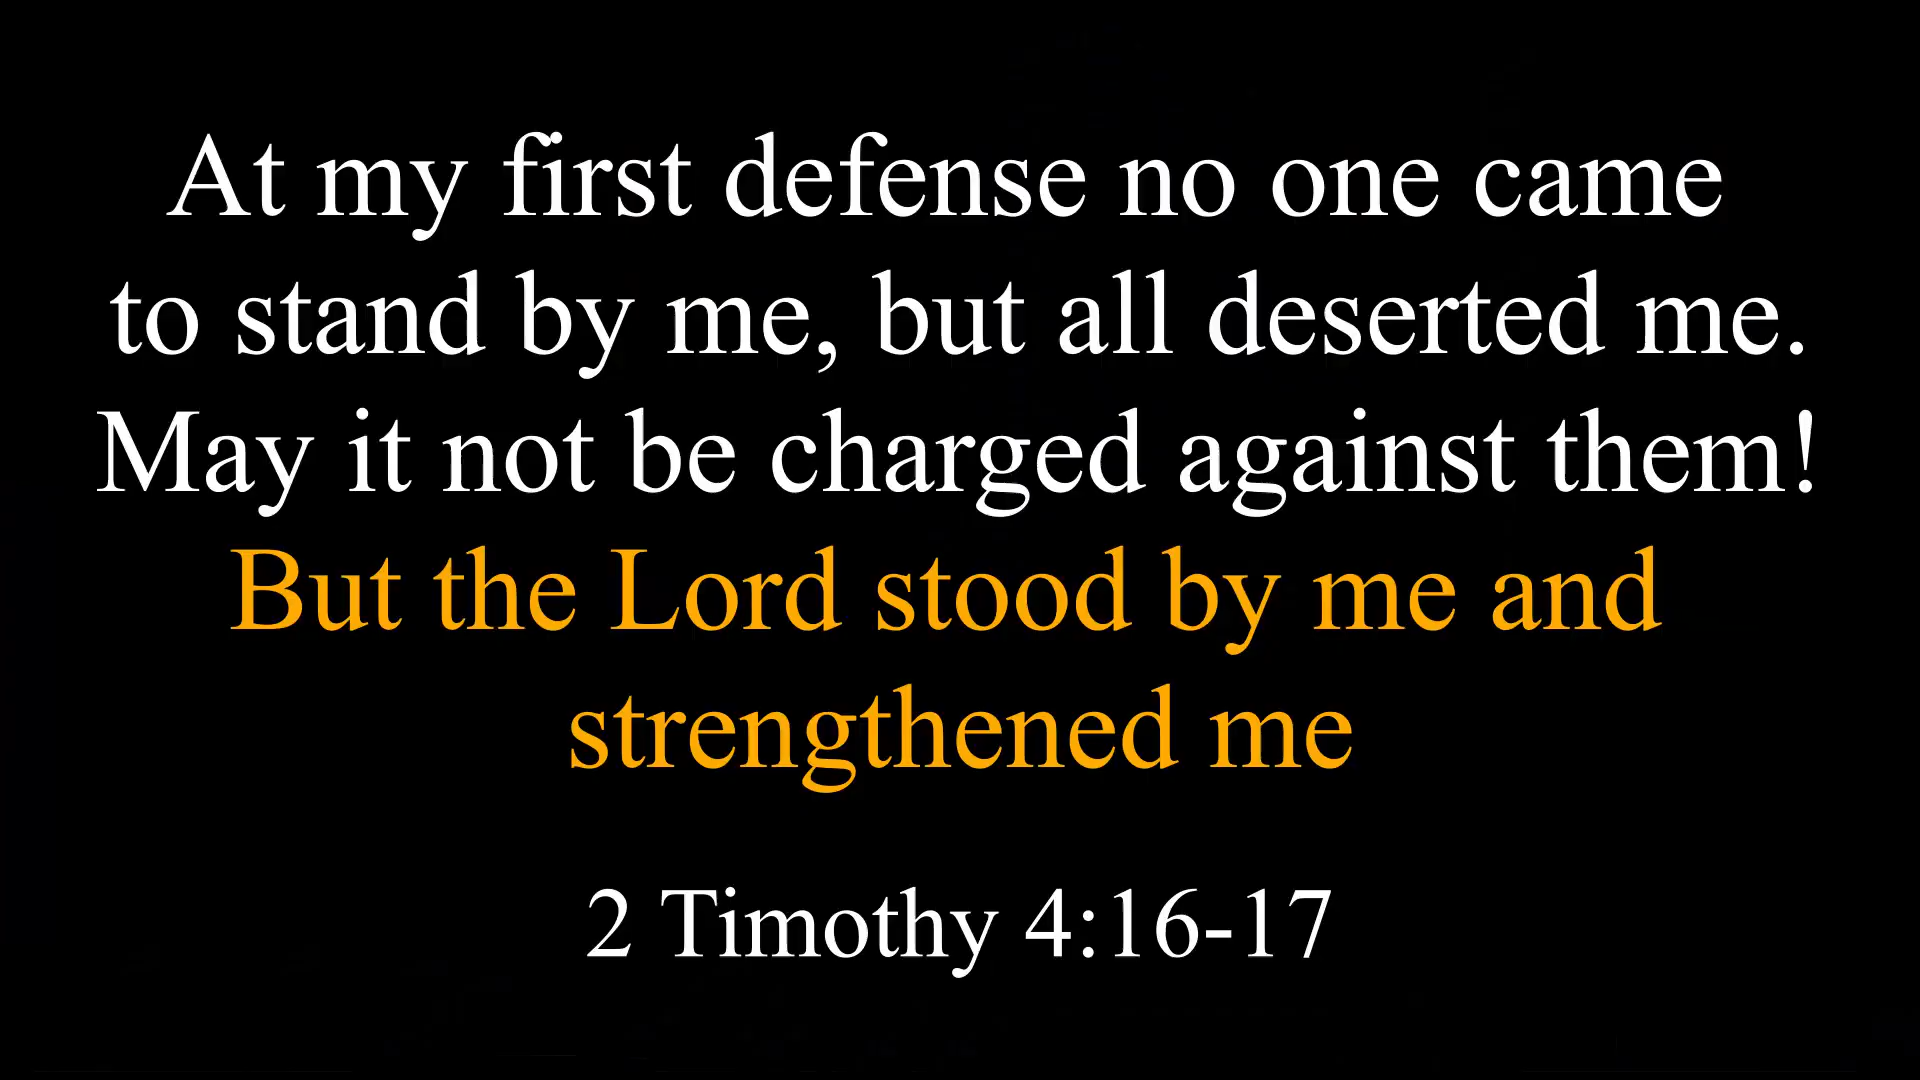 At my first defense no one came
to stand by me, but all deserted me.
May it not be charged against them!
But the Lord stood by me and
strengthened me
2 Timothy 4:16-17